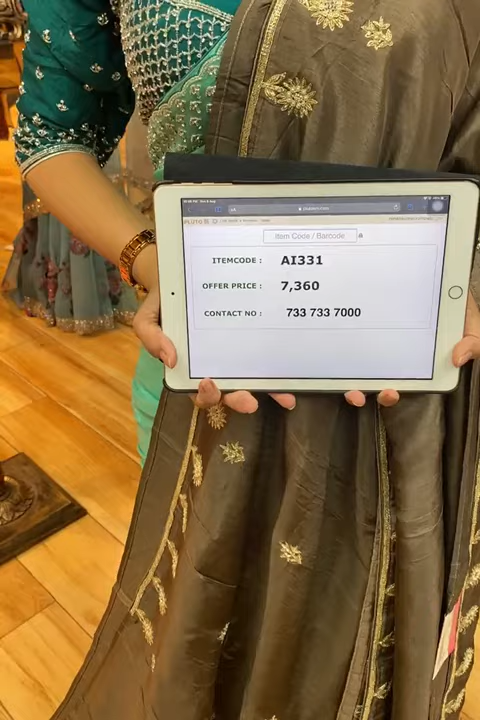 Item Code / Barcode
ITEMCODE : AI331
OFFER PRICE : 7,360
CONTACT NO : 733 733 7000